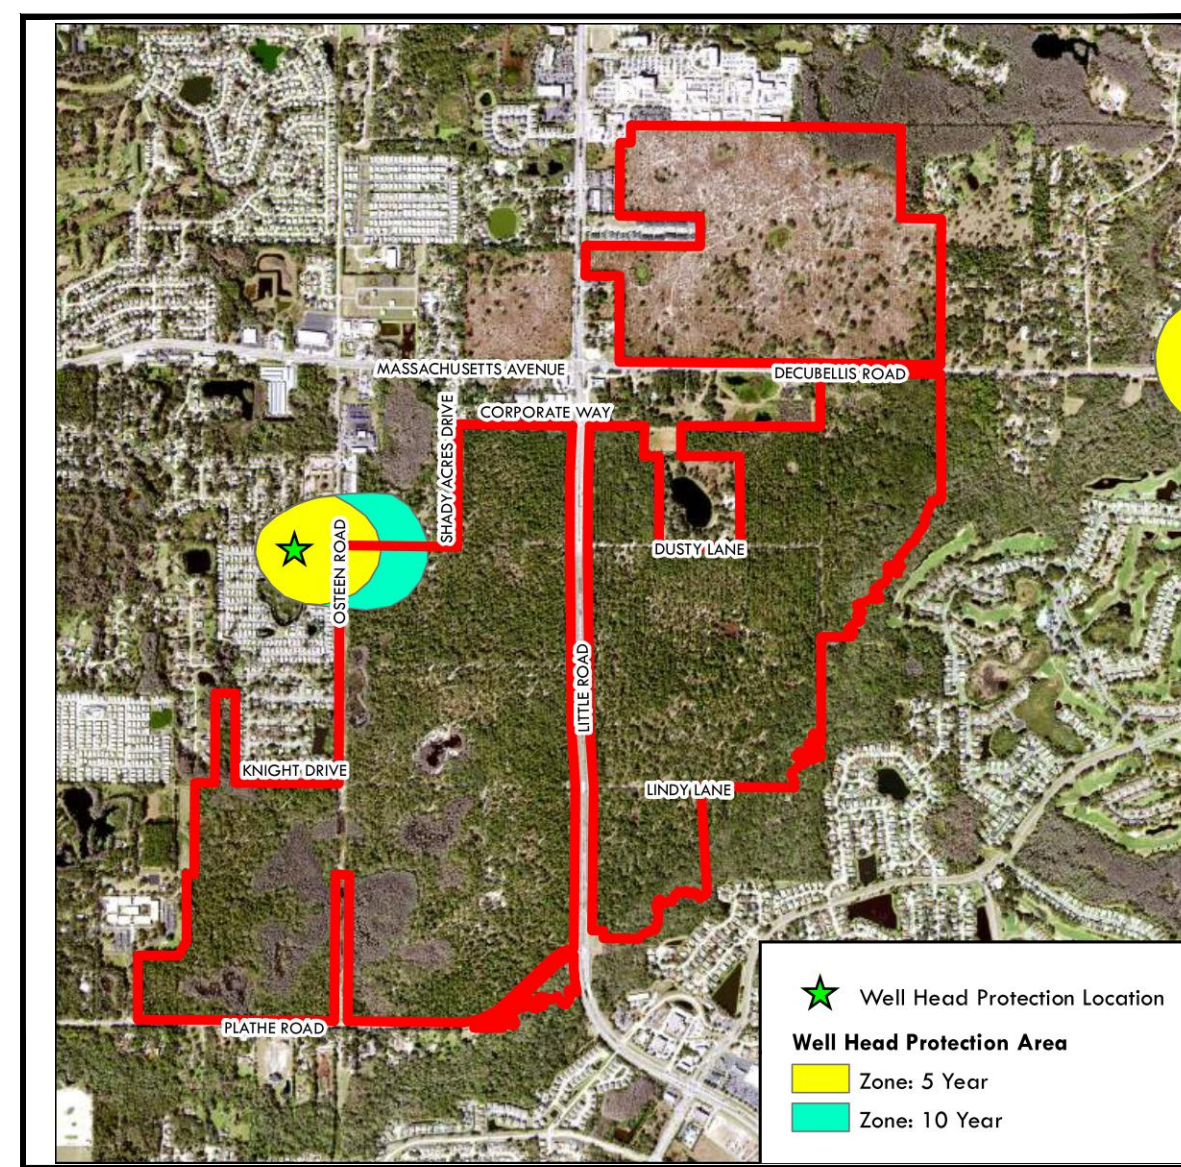 MASSACHUSETTS AVENUE
DECUBELLIS ROAD
CORPORATE WAY
SHADY ACRES DRIVE
OSTEEN ROAD
DUSTY LANE
LITTLE ROAD
KNIGHT DRIVE
LINDY LANE
PLATHE ROAD
Well Head Protection Location
Well Head Protection Area
Zone: 5 Year
Zone: 10 Year